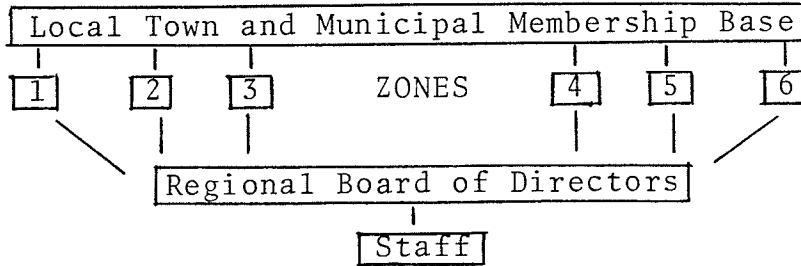 Local Town and Municipal Membership Base
1 2 3 ZONES 4 5 6
Regional Board of Directors
Staff